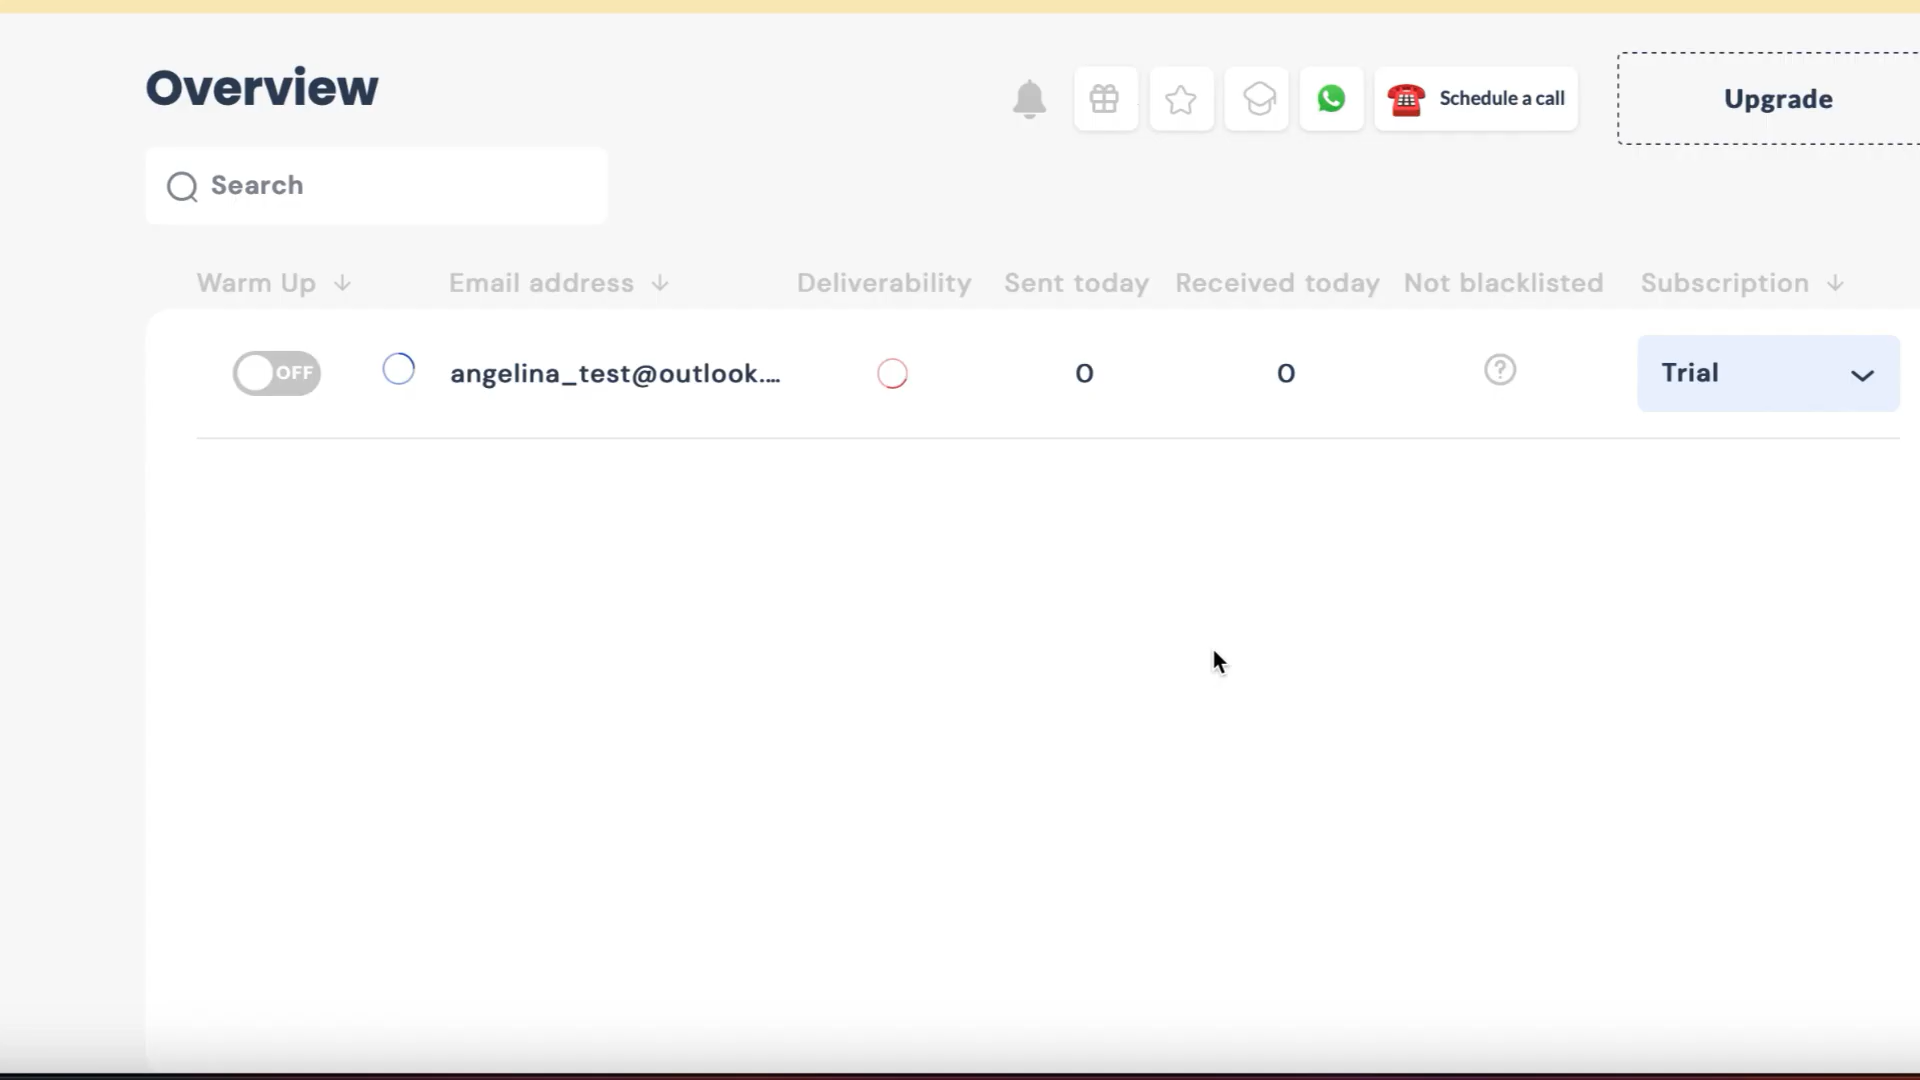 Overview
Schedule a call
Upgrade
Search
Warm Up ↓ Email address ↓ Deliverability Sent today Received today Not blacklisted Subscription ↓
OFF angelina_test@outlook.... 0 0 ? Trial